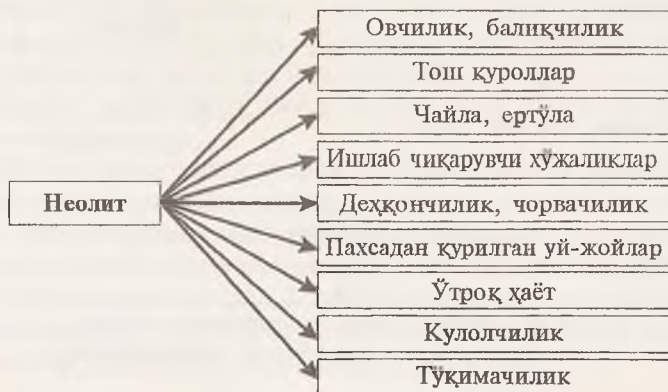 Неолит
Овчилик, балиқчилик
Тош қуроллар
Чайла, ертўла
Ишлаб чиқарувчи хўжаликлар
Деҳқончилик, чорвачилик
Пахсадан қурилган уй-жойлар
Ўтроқ ҳаёт
Кулолчилик
Тўқимачилик